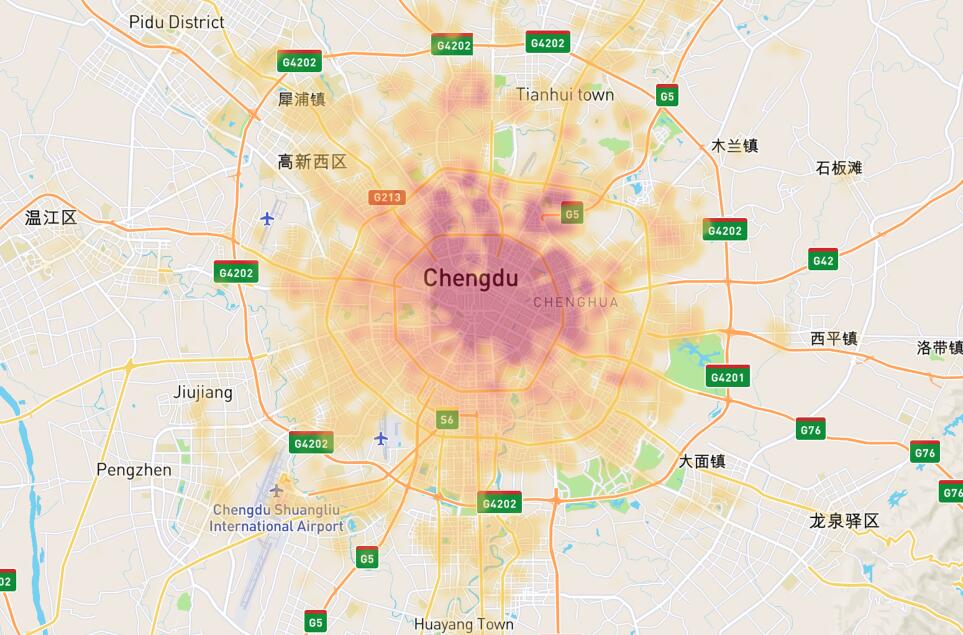 Pidu District
G4202
G4202
G4202
犀浦镇
Tianhui town
G5
木兰镇
高新西区
石板滩
G213
温江区
G5
G4202
G42
G4202
Chengdu
CHENGHUA
西平镇
洛带镇
G4201
Jiujiang
S6
G76
G4202
G76
Pengzhen
大面镇
G76
G4202
Chengdu Shuangliu
International Airport
龙泉驿区
G5
02
G5
Huayang Town